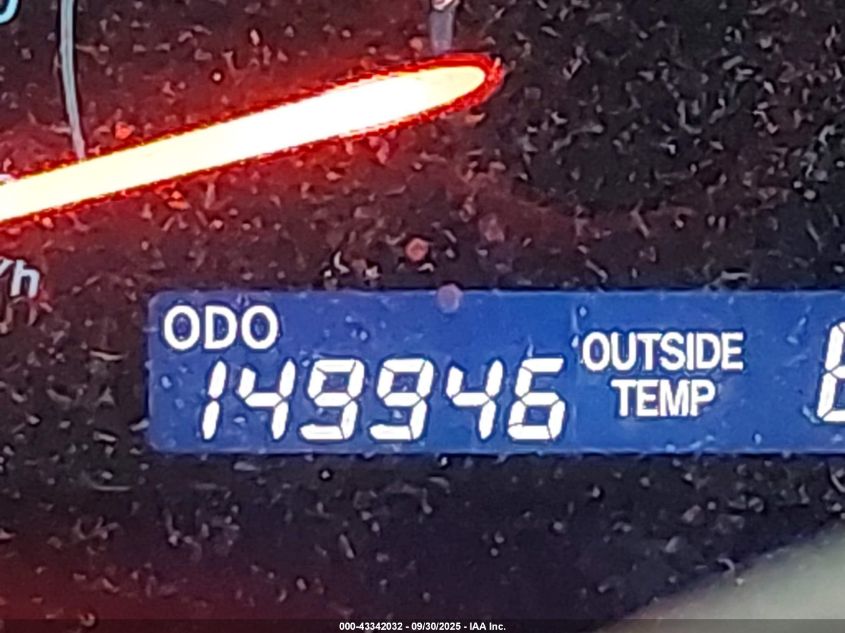 /h
ODO
149946
OUTSIDE
TEMP
000-43342032 - 09/30/2025 - IAA Inc.